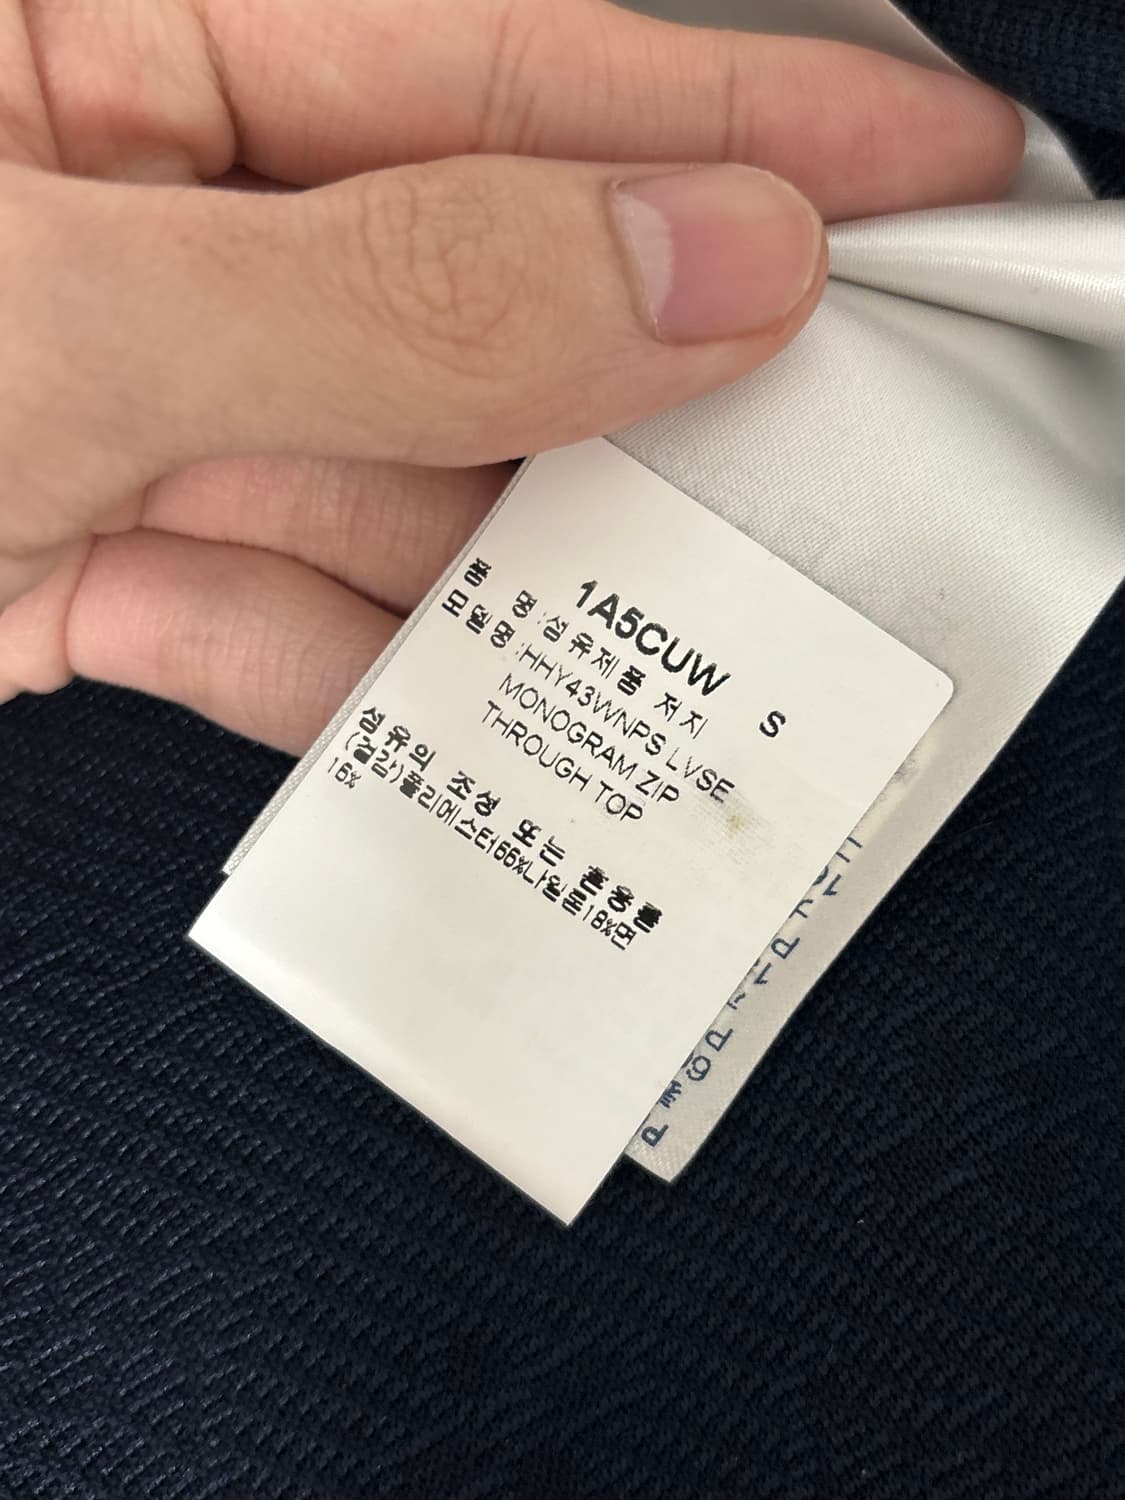 1A5CUW S
품 명 :섬유제품 저지
모델명 :HHY43WNPS LVSE
MONOGRAM ZIP
THROUGH TOP
섬유의 조성 또는 혼용률
(겉감)폴리에스터66%나일론18%면
16%